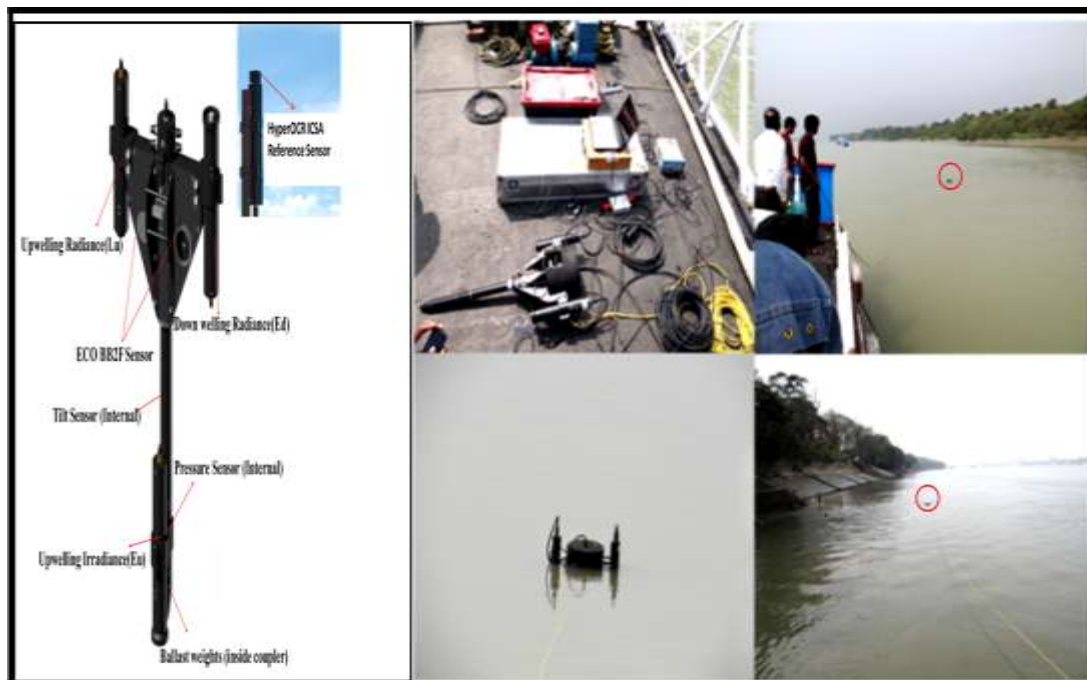 HyperOCR ICSA
Reference Sensor
Upwelling Radiance(Lu)
Down welling Radiance(Ed)
ECO BB2F Sensor
Tilt Sensor (Internal)
Pressure Sensor (Internal)
Upwelling Irradiance(Eu)
Ballast weights (inside coupler)